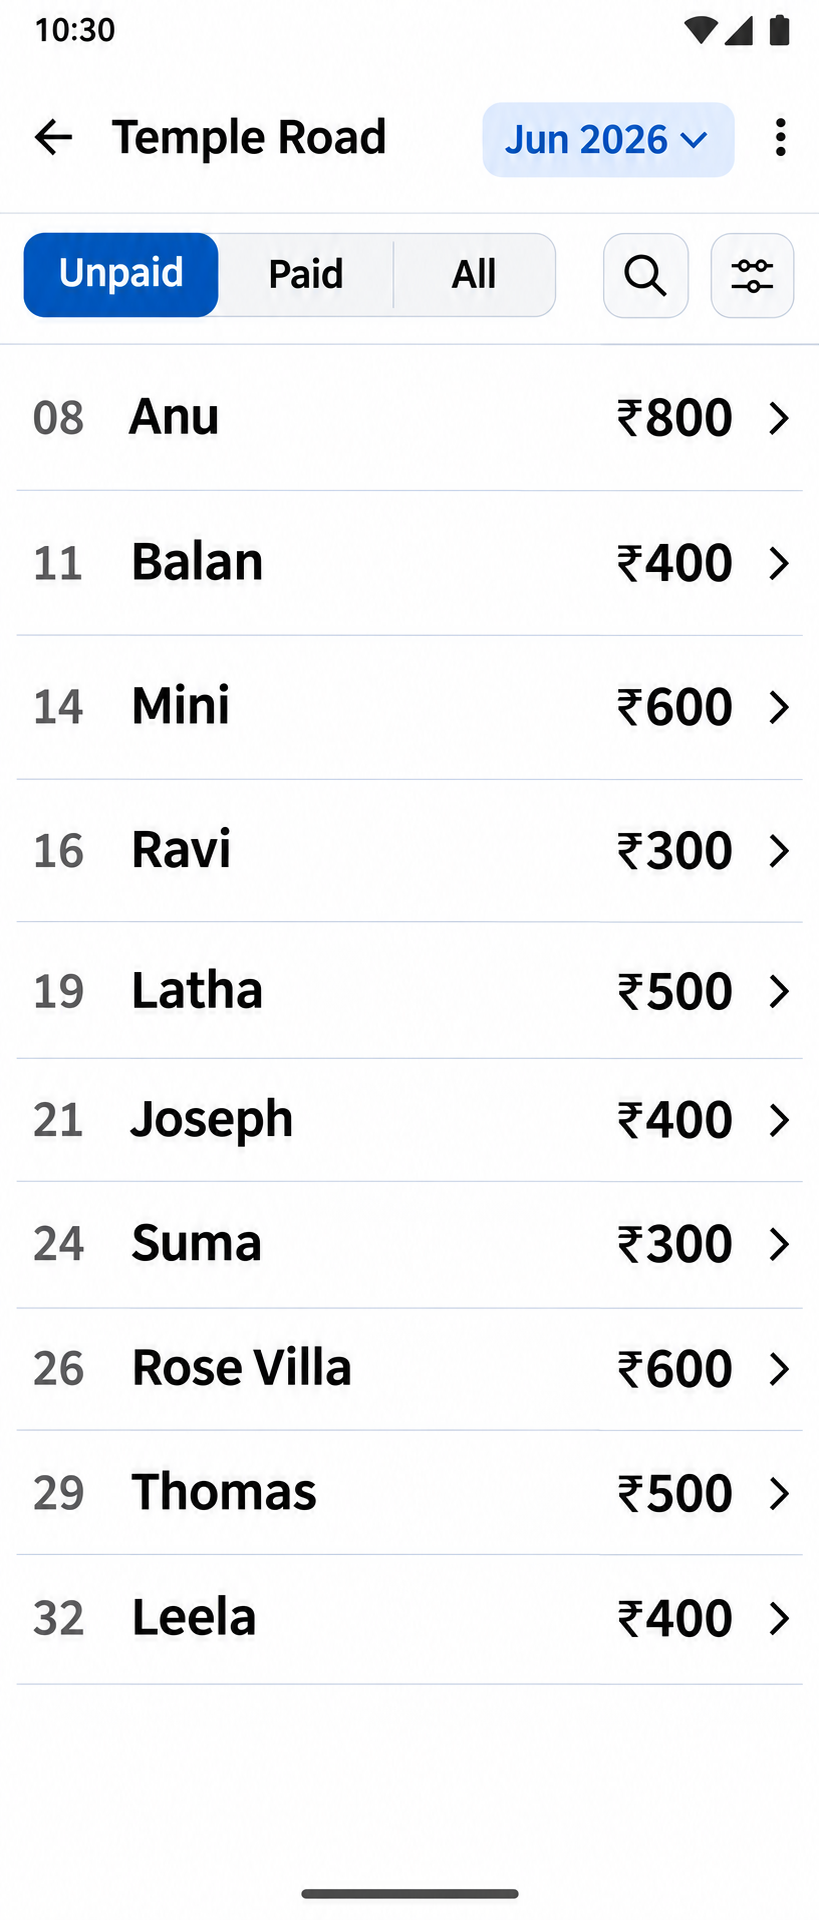 10:30
Temple Road Jun 2026
Unpaid Paid All
08 Anu ₹800
11 Balan ₹400
14 Mini ₹600
16 Ravi ₹300
19 Latha ₹500
21 Joseph ₹400
24 Suma ₹300
26 Rose Villa ₹600
29 Thomas ₹500
32 Leela ₹400